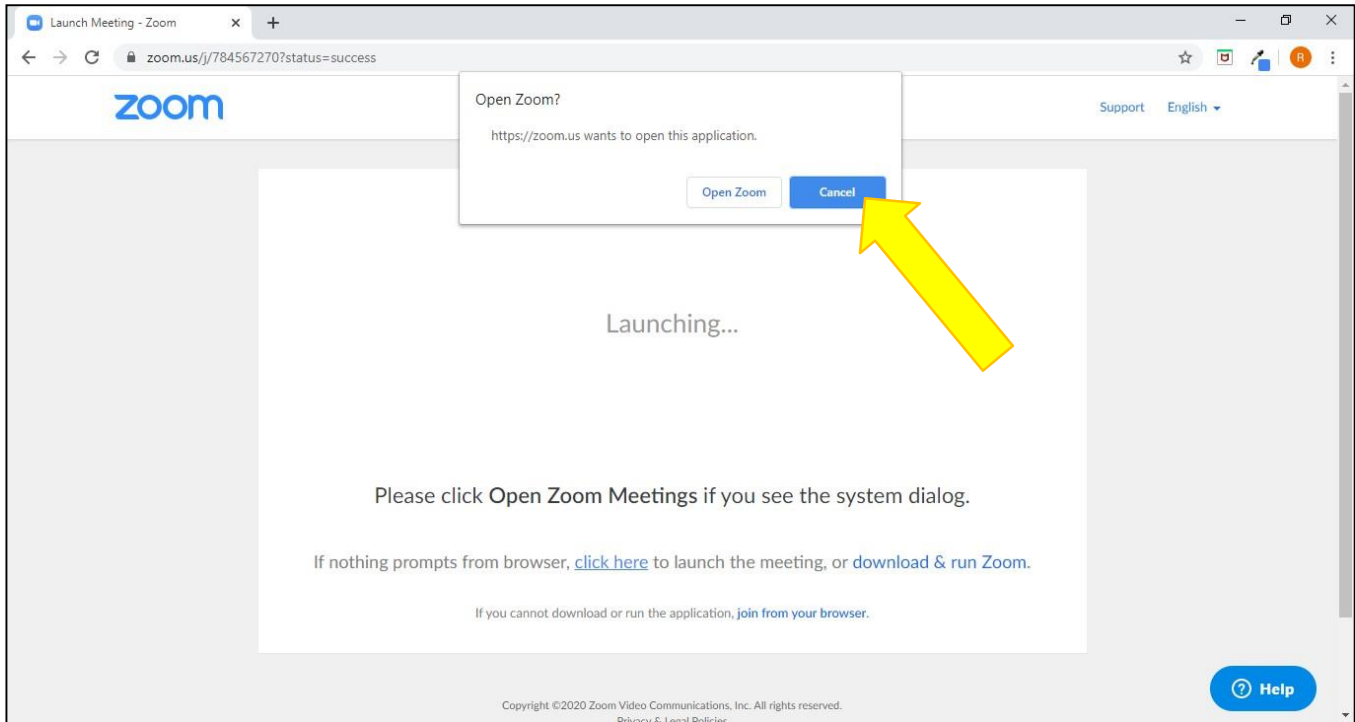 Launch Meeting - Zoom
zoom.us/j/784567270?status=success
R
zoom
Support English
Open Zoom?
https://zoom.us wants to open this application.
Open Zoom Cancel
Launching...
Please click Open Zoom Meetings if you see the system dialog.
If nothing prompts from browser, click here to launch the meeting, or download & run Zoom.
If you cannot download or run the application, join from your browser.
Help
Copyright ©2020 Zoom Video Communications, Inc. All rights reserved.
Privacy & Legal Policies